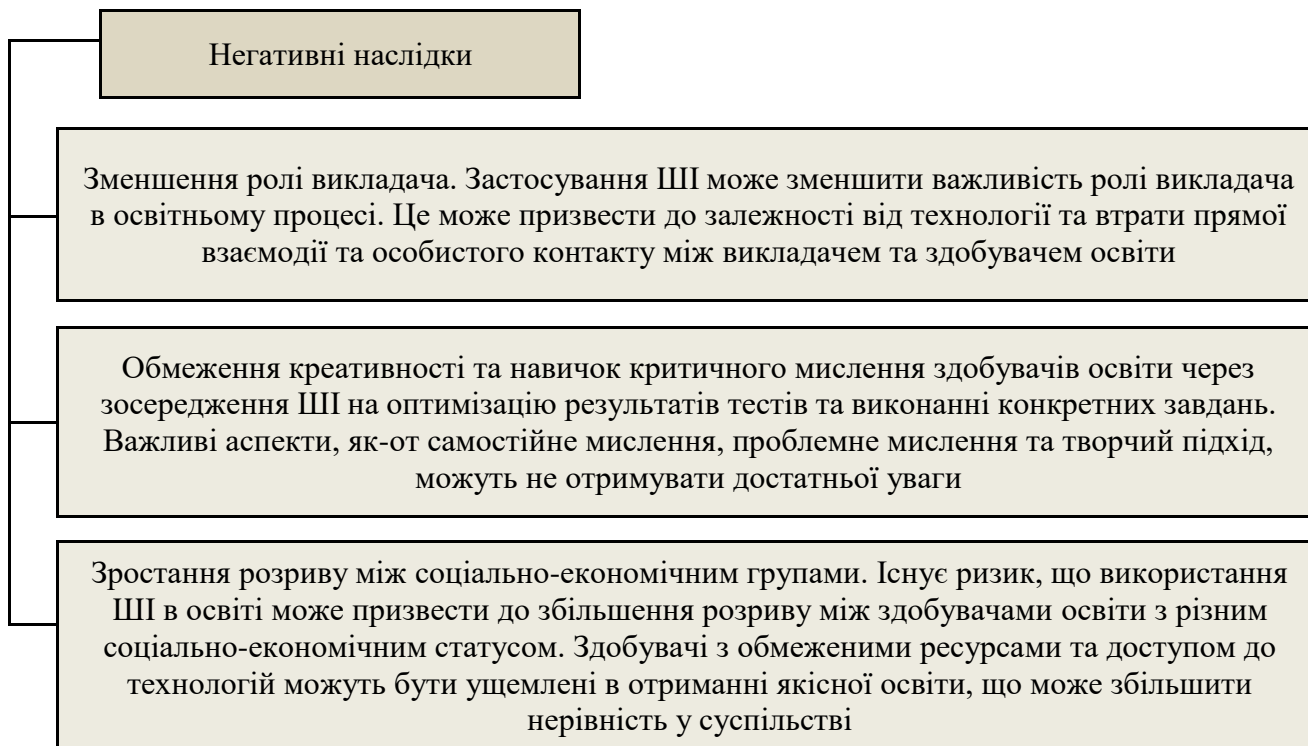 Негативні наслідки
Зменшення ролі викладача. Застосування ШІ може зменшити важливість ролі викладача
в освітньому процесі. Це може призвести до залежності від технології та втрати прямої
взаємодії та особистого контакту між викладачем та здобувачем освіти
Обмеження креативності та навичок критичного мислення здобувачів освіти через
зосередження ШІ на оптимізацію результатів тестів та виконанні конкретних завдань.
Важливі аспекти, як-от самостійне мислення, проблемне мислення та творчий підхід,
можуть не отримувати достатньої уваги
Зростання розриву між соціально-економічним групами. Існує ризик, що використання
ШІ в освіті може призвести до збільшення розриву між здобувачами освіти з різним
соціально-економічним статусом. Здобувачі з обмеженими ресурсами та доступом до
технологій можуть бути ущемлені в отриманні якісної освіти, що може збільшити
нерівність у суспільстві